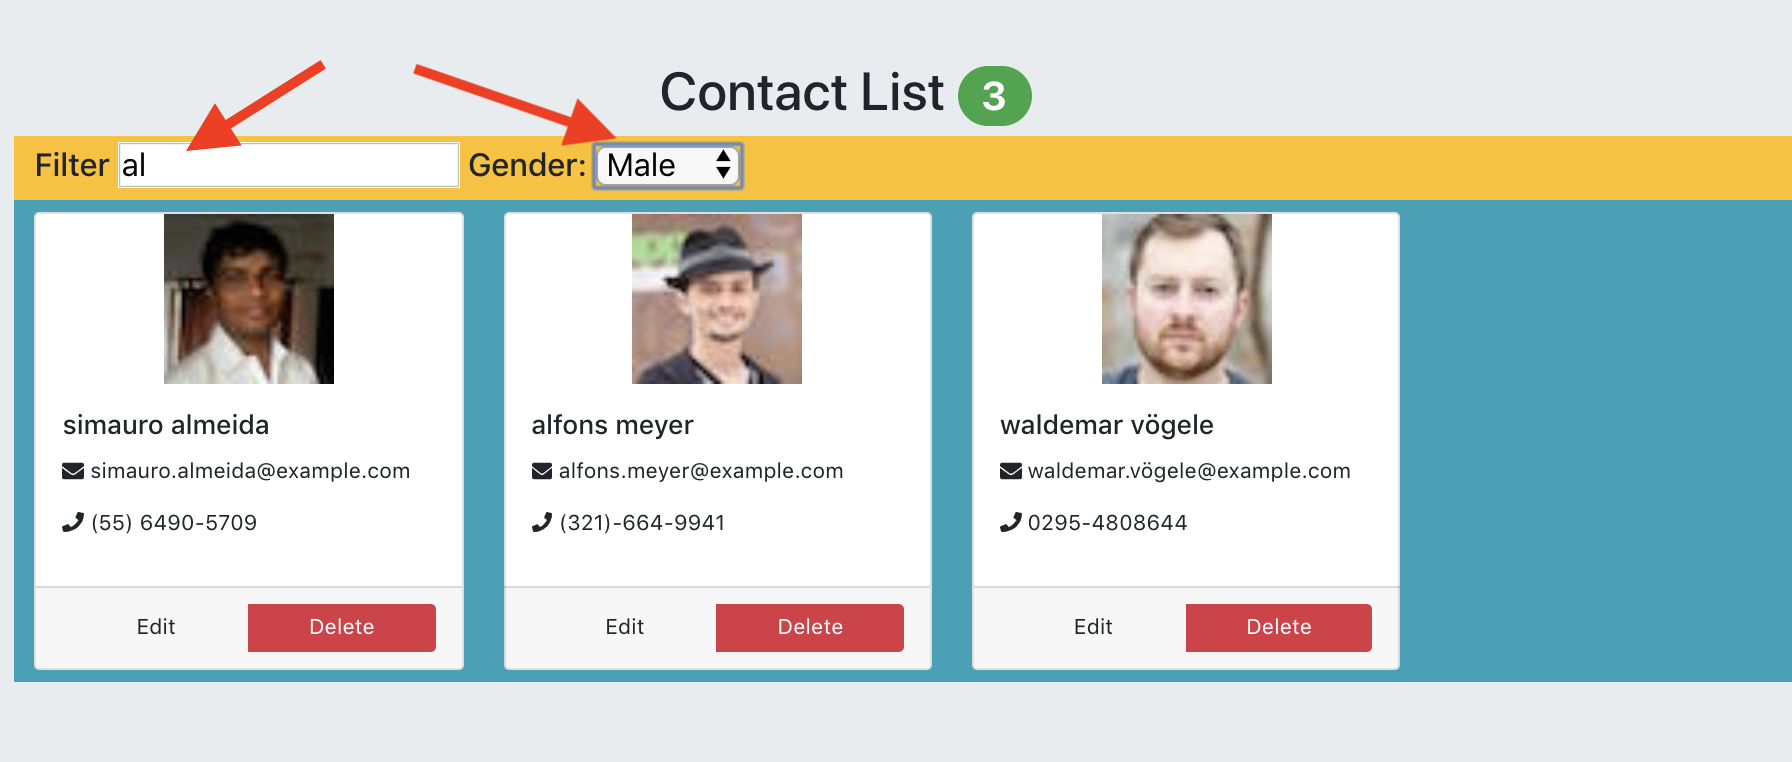 Contact List 3
Filter al Gender: Male
simauro almeida
simauro.almeida@example.com
(55) 6490-5709
Edit Delete
alfons meyer
alfons.meyer@example.com
(321)-664-9941
Edit Delete
waldemar vögele
waldemar.vögele@example.com
0295-4808644
Edit Delete